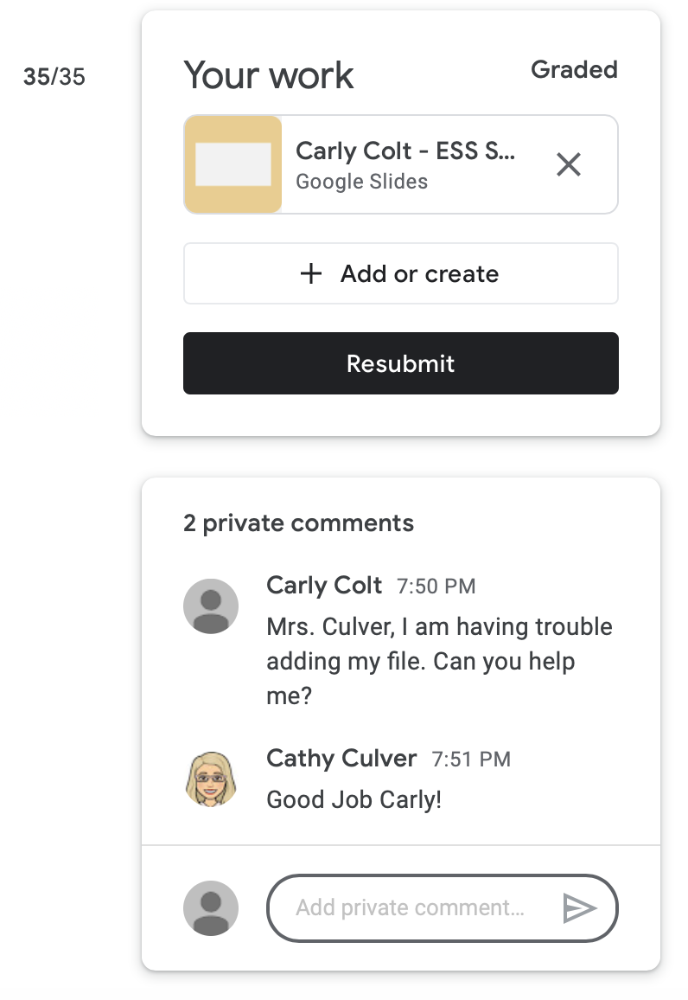 35/35
Your work
Graded
Carly Colt - ESS S...
Google Slides
+ Add or create
Resubmit
2 private comments
Carly Colt 7:50 PM
Mrs. Culver, I am having trouble
adding my file. Can you help
me?
Cathy Culver 7:51 PM
Good Job Carly!
Add private comment...